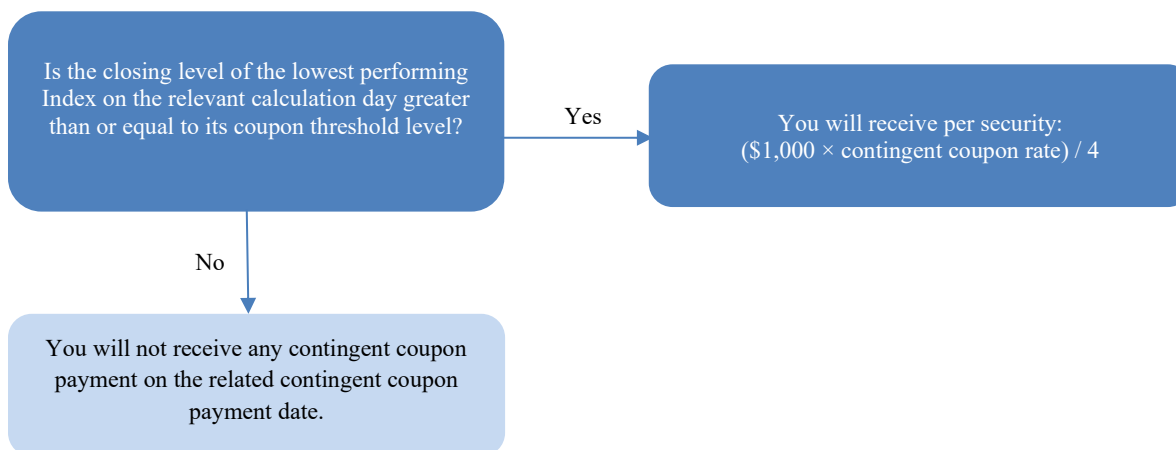 Is the closing level of the lowest performing
Index on the relevant calculation day greater
than or equal to its coupon threshold level?
Yes
You will receive per security:
($1,000 × contingent coupon rate) / 4
No
You will not receive any contingent coupon
payment on the related contingent coupon
payment date.